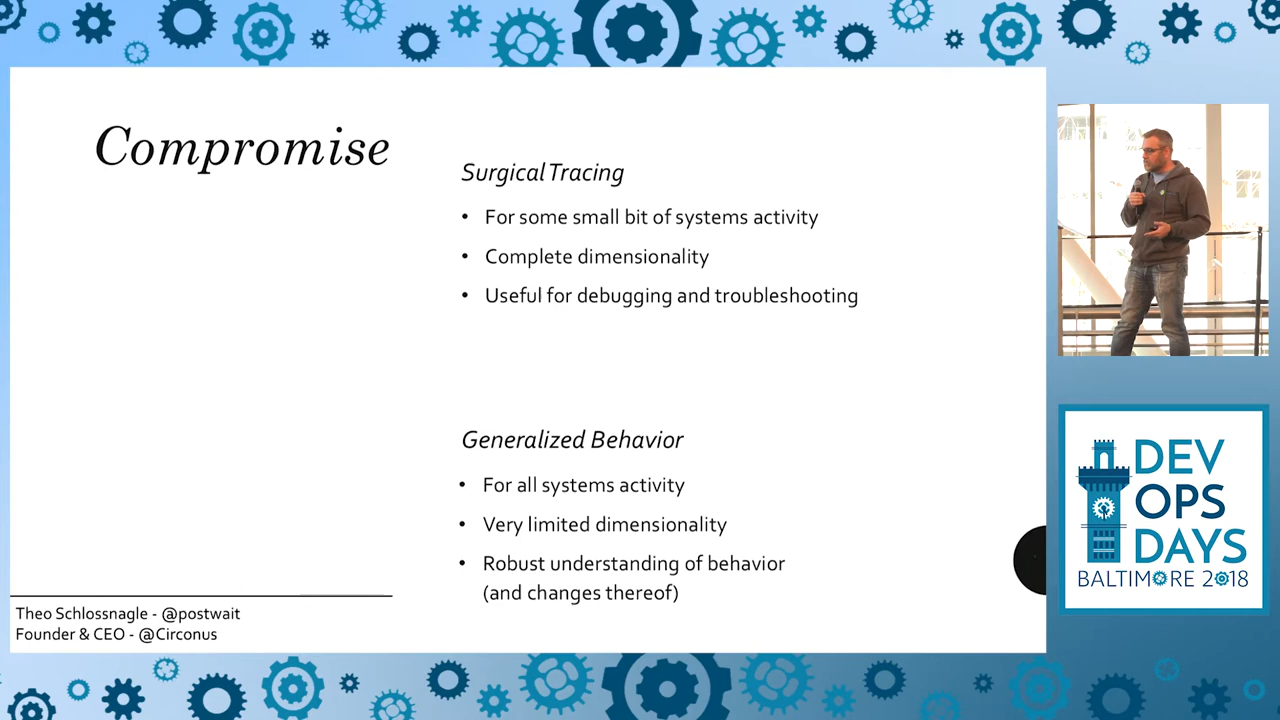 Compromise
Surgical Tracing
• For some small bit of systems activity
• Complete dimensionality
• Useful for debugging and troubleshooting
Generalized Behavior
• For all systems activity
• Very limited dimensionality
• Robust understanding of behavior
(and changes thereof)
Theo Schlossnagle - @postwait
Founder & CEO - @Circonus
DEV
OPS
DAYS
BALTIMORE 2018